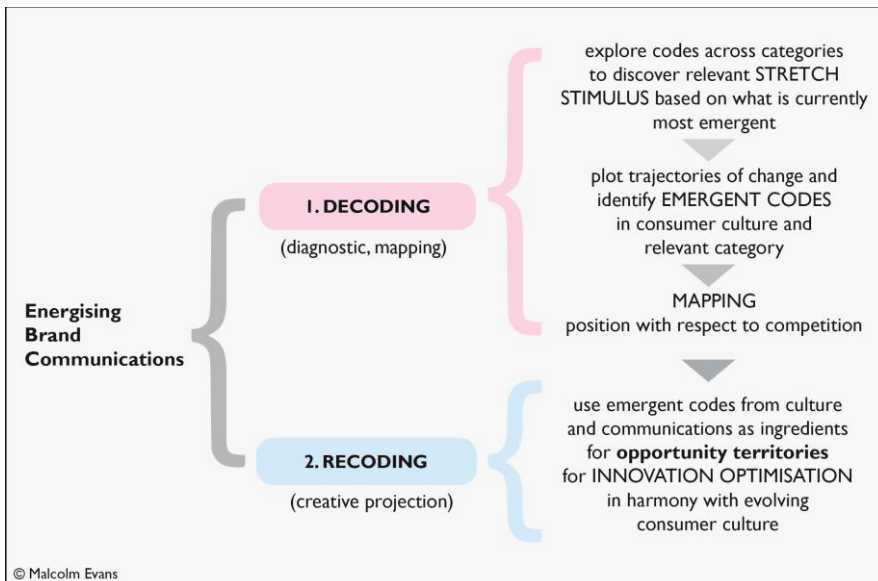 explore codes across categories
to discover relevant STRETCH
STIMULUS based on what is currently
most emergent
plot trajectories of change and
identify EMERGENT CODES
in consumer culture and
relevant category
MAPPING
position with respect to competition
1. DECODING
(diagnostic, mapping)
Energising
Brand
Communications
2. RECODING
(creative projection)
use emergent codes from culture
and communications as ingredients
for opportunity territories
for INNOVATION OPTIMISATION
in harmony with evolving
consumer culture
© Malcolm Evans